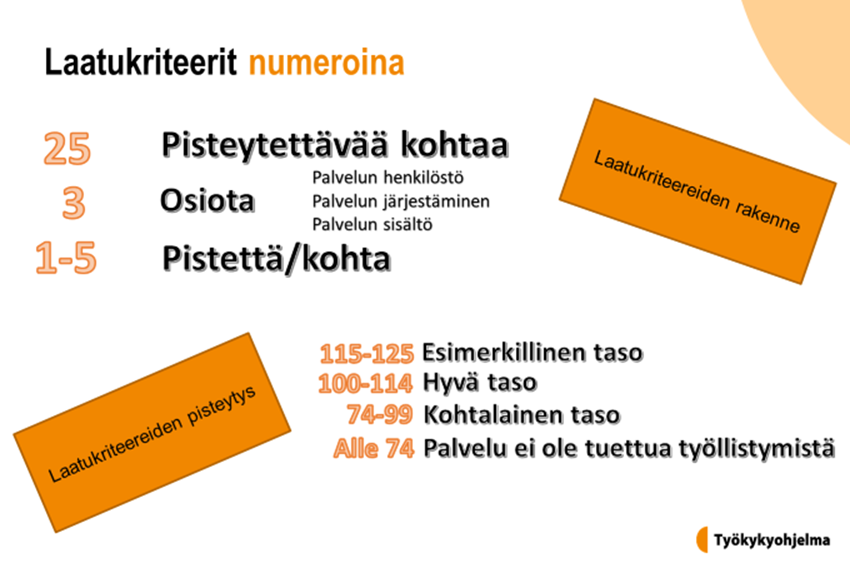 Laatukriteerit numeroina
25 Pisteytettävää kohtaa
3 Osiota
Palvelun henkilöstö
Palvelun järjestäminen
Palvelun sisältö
1-5 Pistettä/kohta
Laatukriteereiden rakenne
Laatukriteereiden pisteytys
115-125 Esimerkillinen taso
100-114 Hyvä taso
74-99 Kohtalainen taso
Alle 74 Palvelu ei ole tuettua työllistymistä
Työkykyohjelma